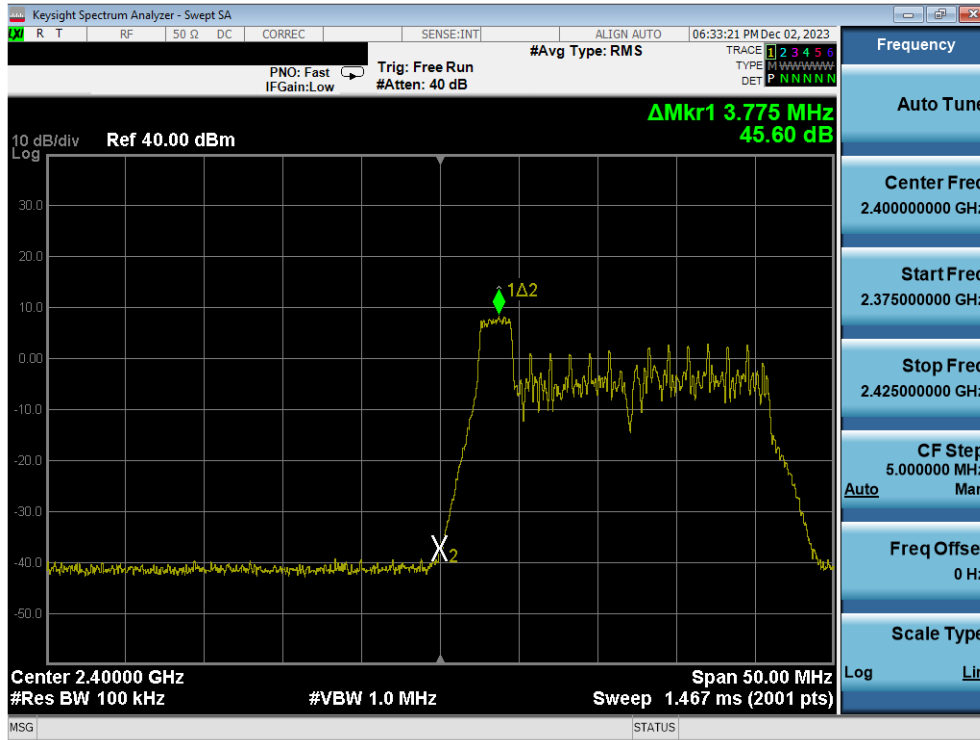 Keysight Spectrum Analyzer - Swept SA
LXI R T RF 50 Ω DC CORREC SENSE:INT ALIGN AUTO 06:33:21 PM Dec 02, 2023
#Avg Type: RMS TRACE 1 2 3 4 5 6
PNO: Fast Trig: Free Run TYPE M WWWWW
IFGain:Low #Atten: 40 dB DET P N N N N N
ΔMkr1 3.775 MHz
45.60 dB
10 dB/div Ref 40.00 dBm
Log
30.0
20.0
1Δ2
10.0
0.00
-10.0
-20.0
-30.0
2
-40.0
-50.0
Center 2.40000 GHz Span 50.00 MHz
#Res BW 100 kHz #VBW 1.0 MHz Sweep 1.467 ms (2001 pts)
MSG STATUS
Frequency
Auto Tune
Center Freq
2.400000000 GHz
Start Freq
2.375000000 GHz
Stop Freq
2.425000000 GHz
CF Step
5.000000 MHz
Auto Man
Freq Offset
0 Hz
Scale Type
Log Lin